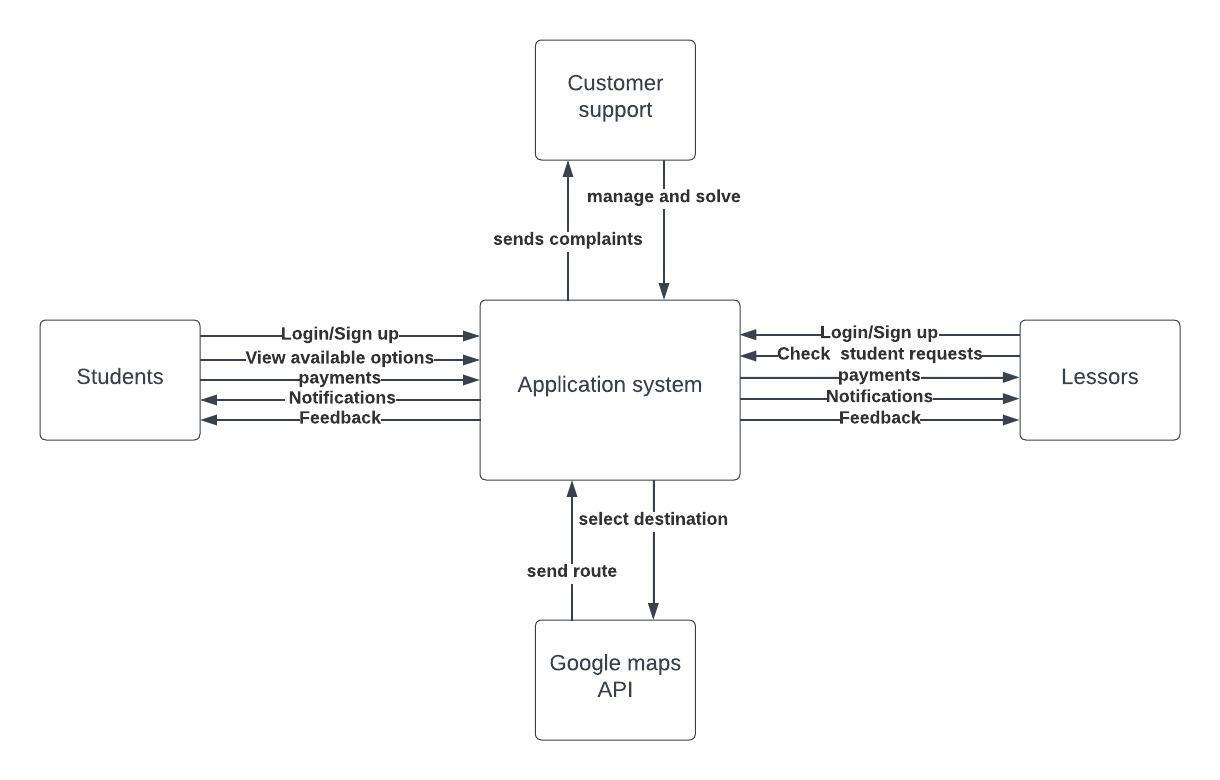 Customer
support
manage and solve
sends complaints
Students
Login/Sign up
View available options
payments
Notifications
Feedback
Application system
Login/Sign up
Check  student requests
payments
Notifications
Feedback
Lessors
select destination
send route
Google maps
API